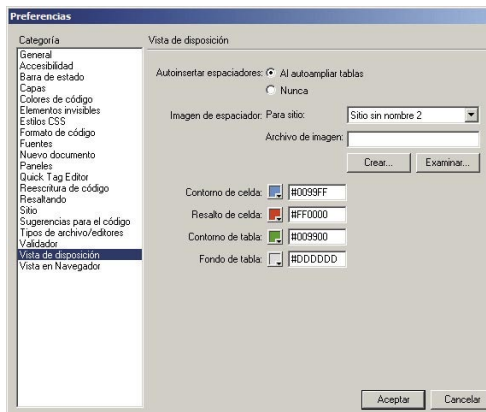 Preferencias
Categoría
Vista de disposición
General
Accesibilidad
Barra de estado
Capas
Colores de código
Elementos invisibles
Estilos CSS
Formato de código
Fuentes
Nuevo documento
Paneles
Quick Tag Editor
Reescritura de código
Resaltando
Sitio
Sugerencias para el código
Tipos de archivo/editores
Validador
Vista de disposición
Vista en Navegador
Autoinsertar espaciadores: Al autoampliar tablas
Nunca
Imagen de espaciador: Para sitio: Sitio sin nombre 2
Archivo de imagen:
Crear... Examinar...
Contorno de celda: #0099FF
Resalto de celda: #FF0000
Contorno de tabla: #009900
Fondo de tabla: #DDDDDD
Aceptar Cancelar